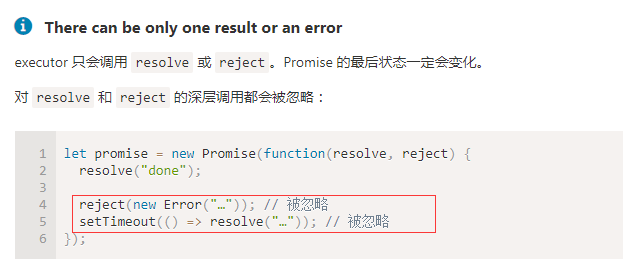 There can be only one result or an error
executor 只会调用 resolve 或 reject。Promise 的最后状态一定会变化。
对 resolve 和 reject 的深层调用都会被忽略：
1 let promise = new Promise(function(resolve, reject) {
2   resolve("done");
3
4   reject(new Error("…")); // 被忽略
5   setTimeout(() => resolve("…")); // 被忽略
6 });